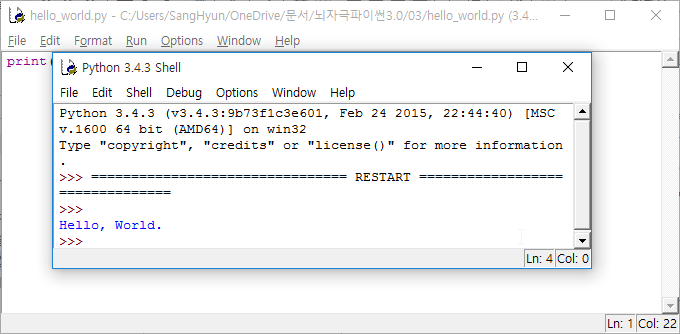 hello_world.py - C:/Users/SangHyun/OneDrive/문서/뇌자극파이썬3.0/03/hello_world.py (3.4...
File Edit Format Run Options Window Help
print(
Python 3.4.3 Shell
File Edit Shell Debug Options Window Help
Python 3.4.3 (v3.4.3:9b73f1c3e601, Feb 24 2015, 22:44:40) [MSC
v.1600 64 bit (AMD64)] on win32
Type "copyright", "credits" or "license()" for more information
.
>>> ================================ RESTART ==================
==============
>>>
Hello, World.
>>>
Ln: 4 Col: 0
Ln: 1 Col: 22